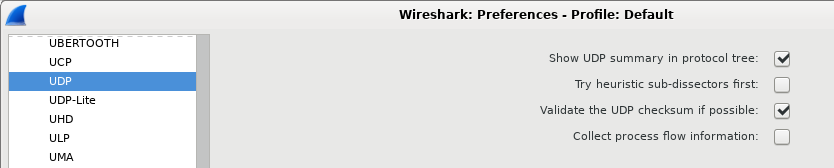 Wireshark: Preferences - Profile: Default
UBERTOOTH
UCP
UDP
UDP-Lite
UHD
ULP
UMA
Show UDP summary in protocol tree:
Try heuristic sub-dissectors first:
Validate the UDP checksum if possible:
Collect process flow information: